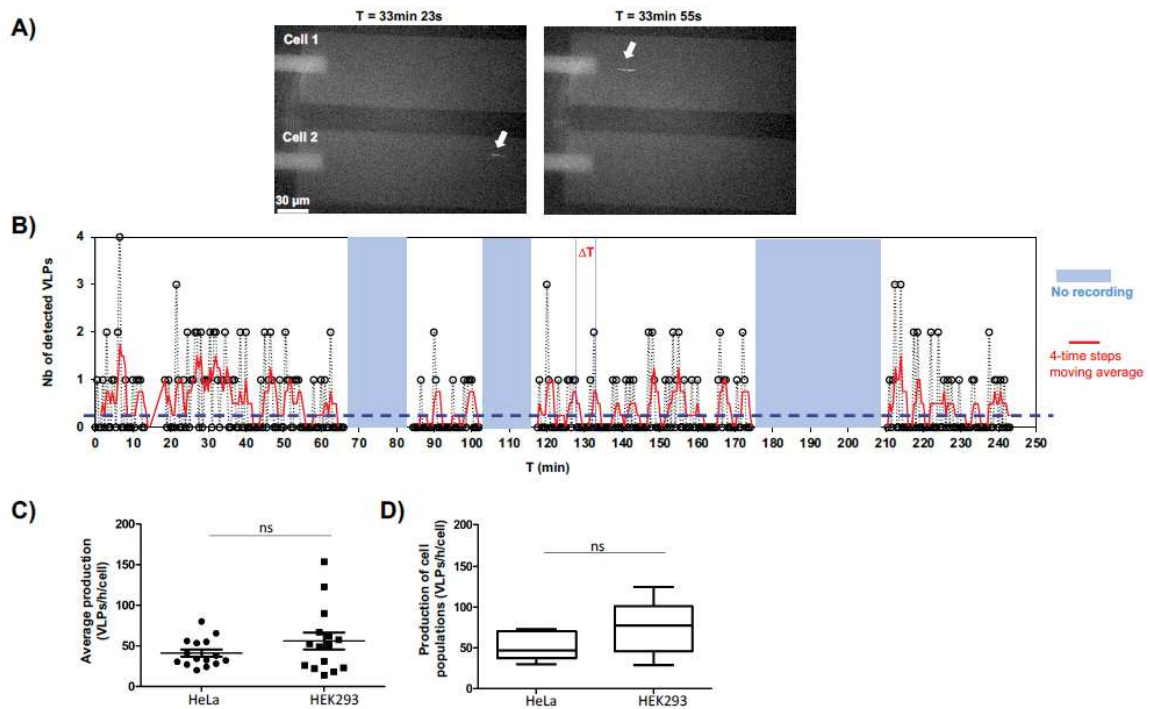 A)
T = 33min 23s
T = 33min 55s
Cell 1
Cell 2
30 µm
B)
Nb of detected VLPs
4
3
2
1
0
ΔT
0 10 20 30 40 50 60 70 80 90 100 110 120 130 140 150 160 174 180 190 200 210 220 230 240 250
T (min)
No recording
4-time steps
moving average
C)
Average production
(VLPs/h/cell)
200
150
100
50
0
ns
HeLa
HEK293
D)
Production of cell
populations (VLPs/h/cell)
200
150
100
50
0
ns
HeLa
HEK293